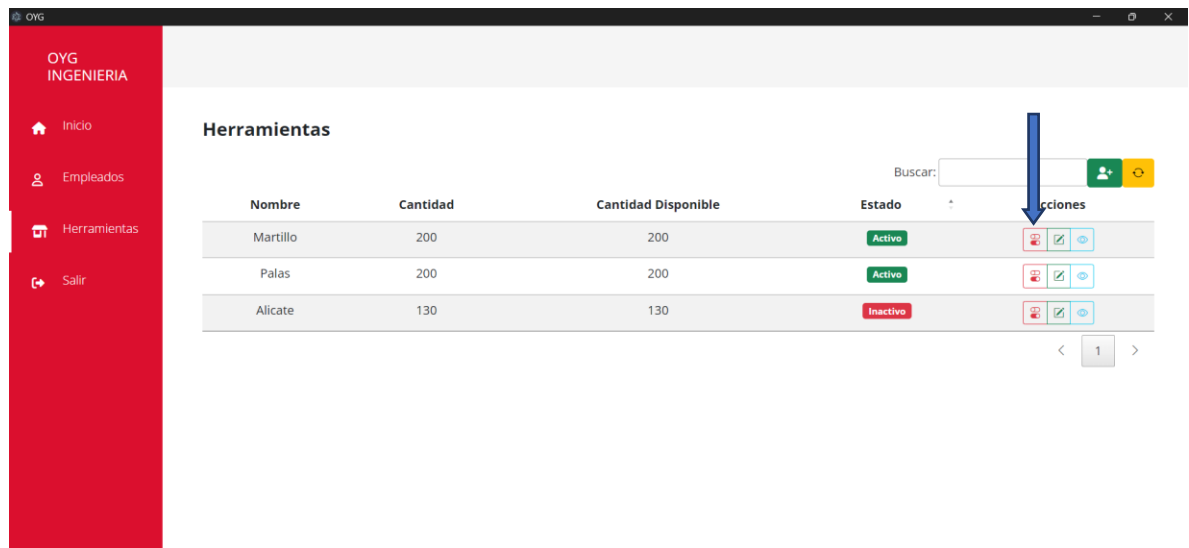 OYG
OYG
INGENIERIA
Inicio
Empleados
Herramientas
Salir
Herramientas
Buscar:
Nombre Cantidad Cantidad Disponible Estado cciones
Martillo 200 200 Activo
Palas 200 200 Activo
Alicate 130 130 Inactivo
< 1 >